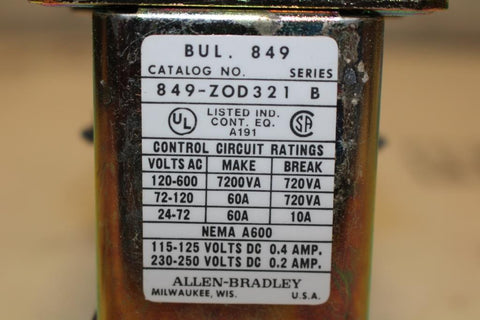 BUL. 849
CATALOG NO. SERIES
849-ZOD321 B
UL LISTED IND. CONT. EQ. A191 SA
CONTROL CIRCUIT RATINGS
VOLTS AC MAKE BREAK
120-600 7200VA 720VA
72-120 60A 720VA
24-72 60A 10A
NEMA A600
115-125 VOLTS DC 0.4 AMP.
230-250 VOLTS DC 0.2 AMP.
ALLEN-BRADLEY
MILWAUKEE, WIS. U.S.A.